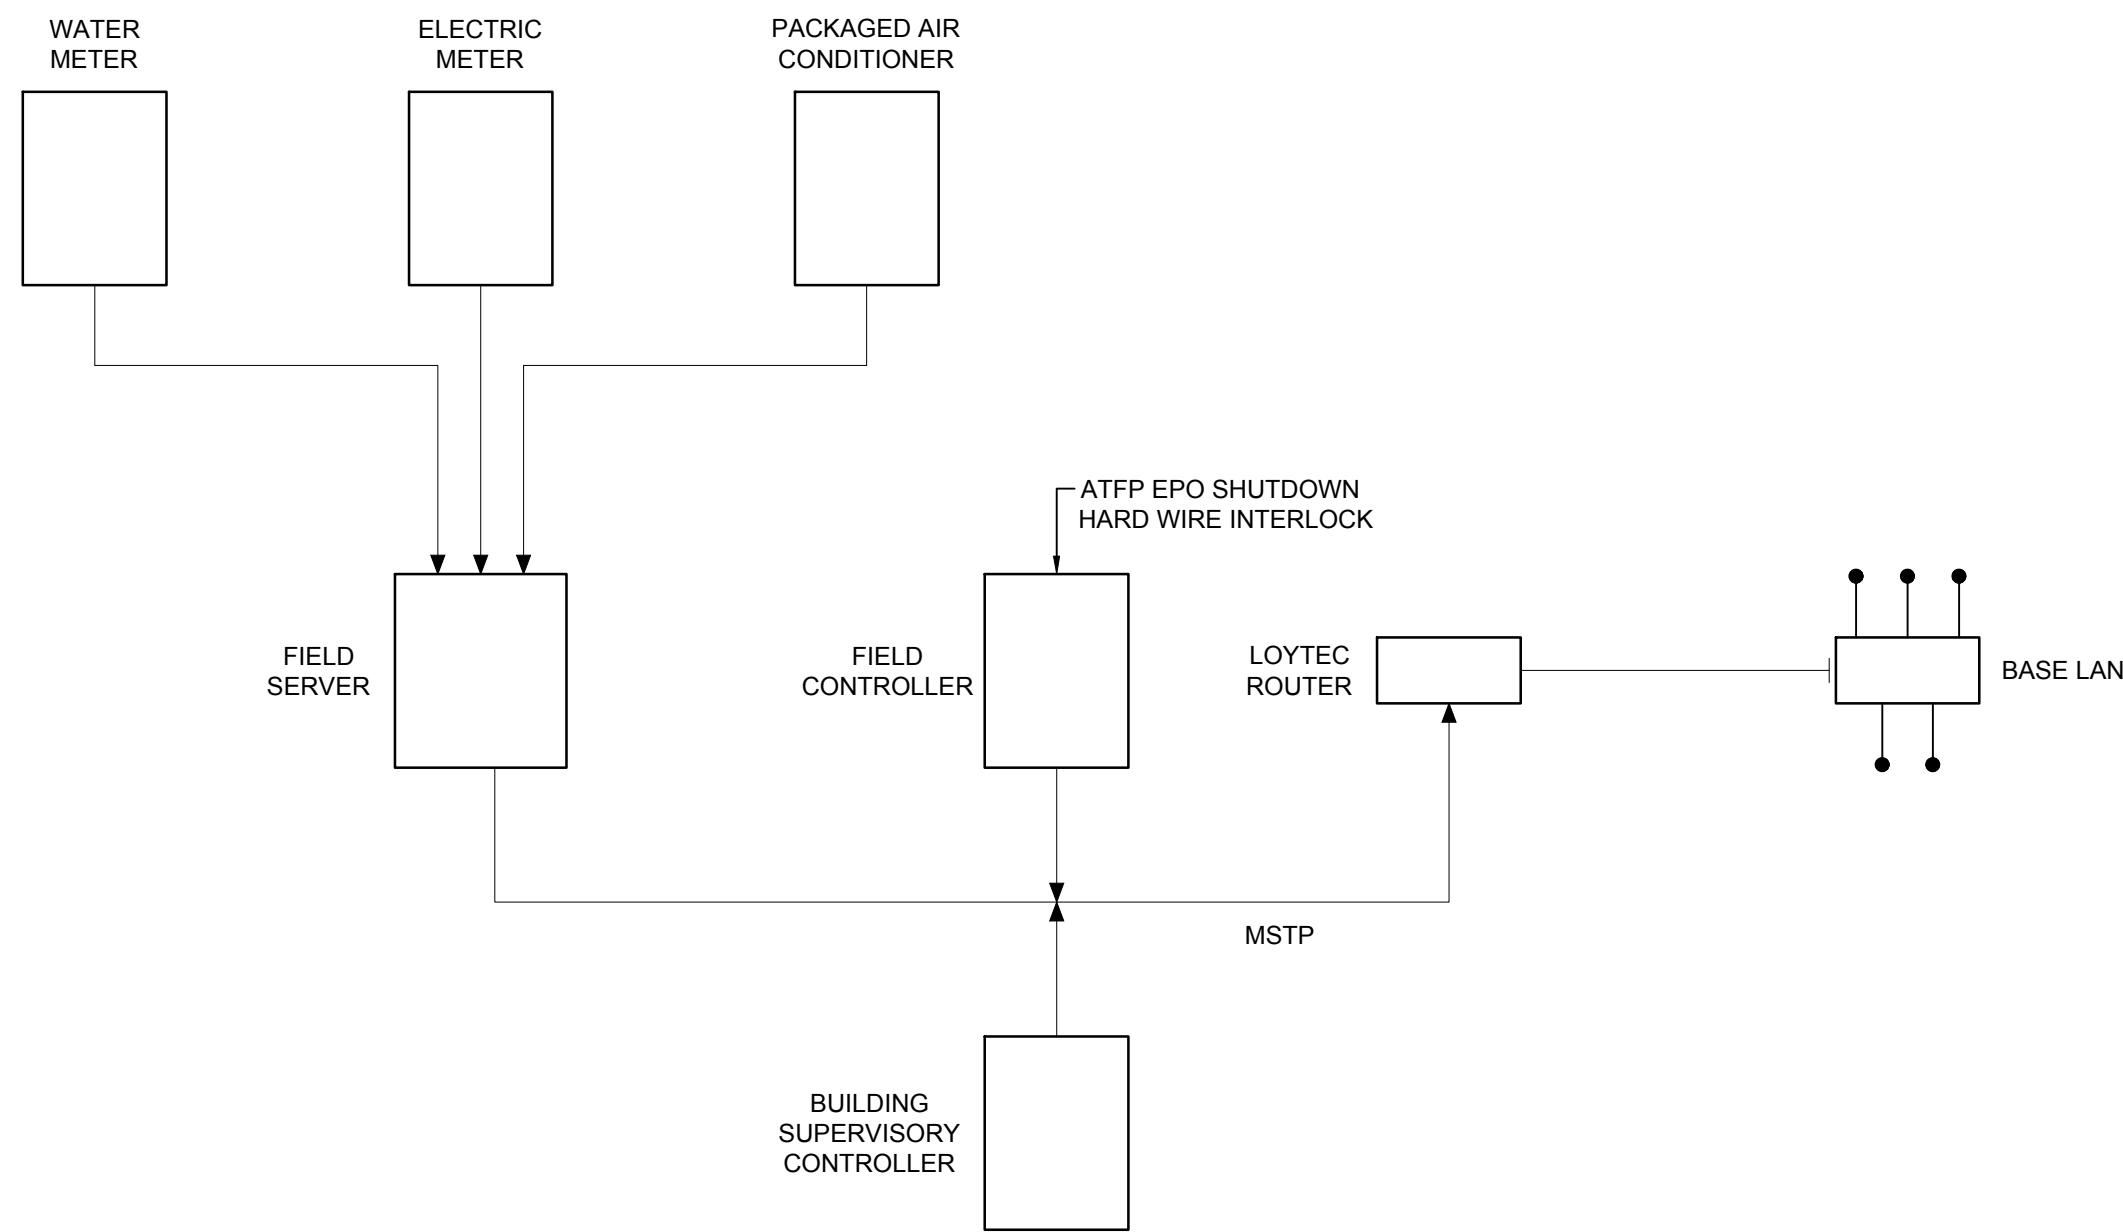 WATER
METER
ELECTRIC
METER
PACKAGED AIR
CONDITIONER
ATFP EPO SHUTDOWN
HARD WIRE INTERLOCK
FIELD
SERVER
FIELD
CONTROLLER
LOYTEC
ROUTER
BASE LAN
MSTP
BUILDING
SUPERVISORY
CONTROLLER